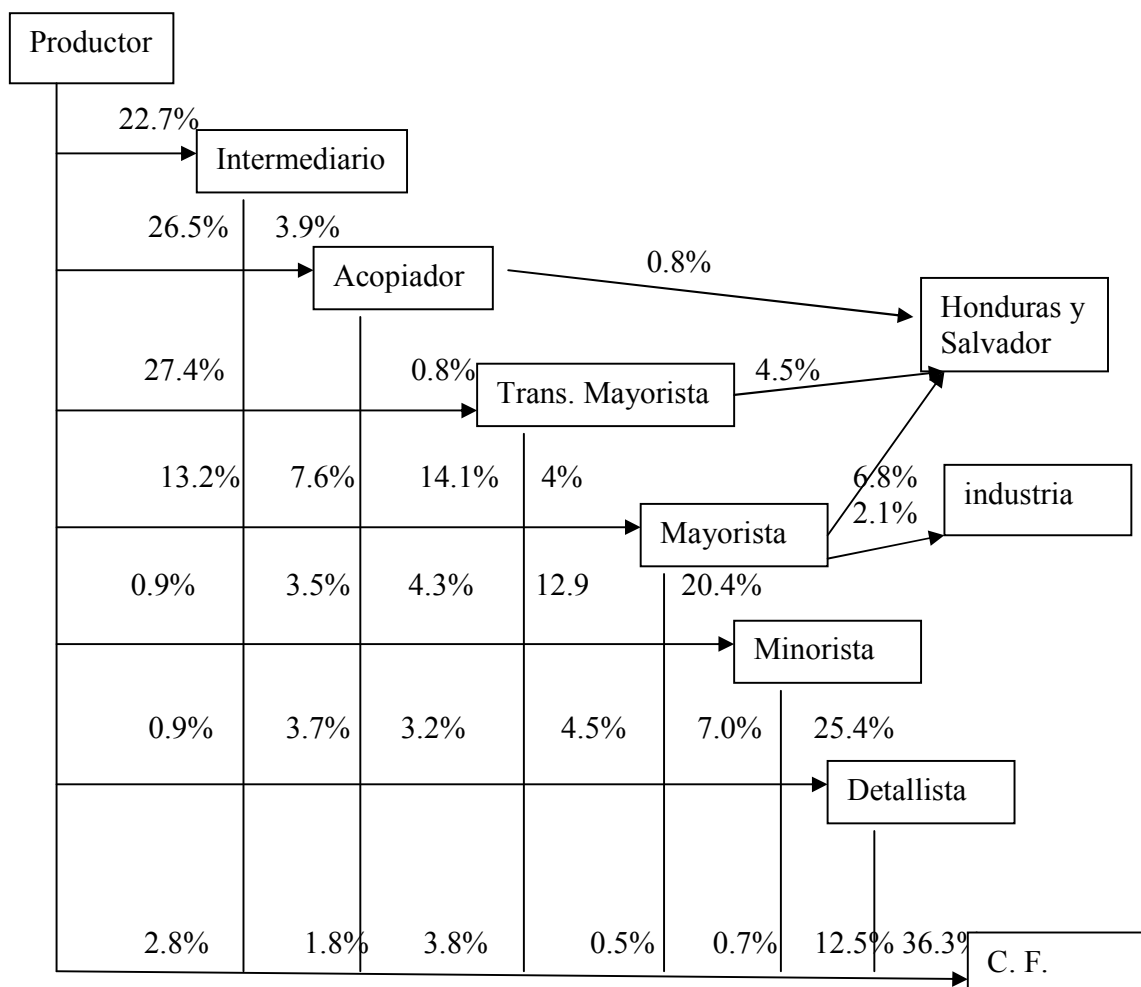 Productor
22.7%
Intermediario
26.5% 3.9%
Acopiador
0.8%
Honduras y
Salvador
27.4% 0.8%
Trans. Mayorista
4.5%
13.2% 7.6% 14.1% 4%
6.8%
industria
Mayorista
2.1%
0.9% 3.5% 4.3% 12.9 20.4%
Minorista
0.9% 3.7% 3.2% 4.5% 7.0% 25.4%
Detallista
2.8% 1.8% 3.8% 0.5% 0.7% 12.5% 36.3%
C. F.